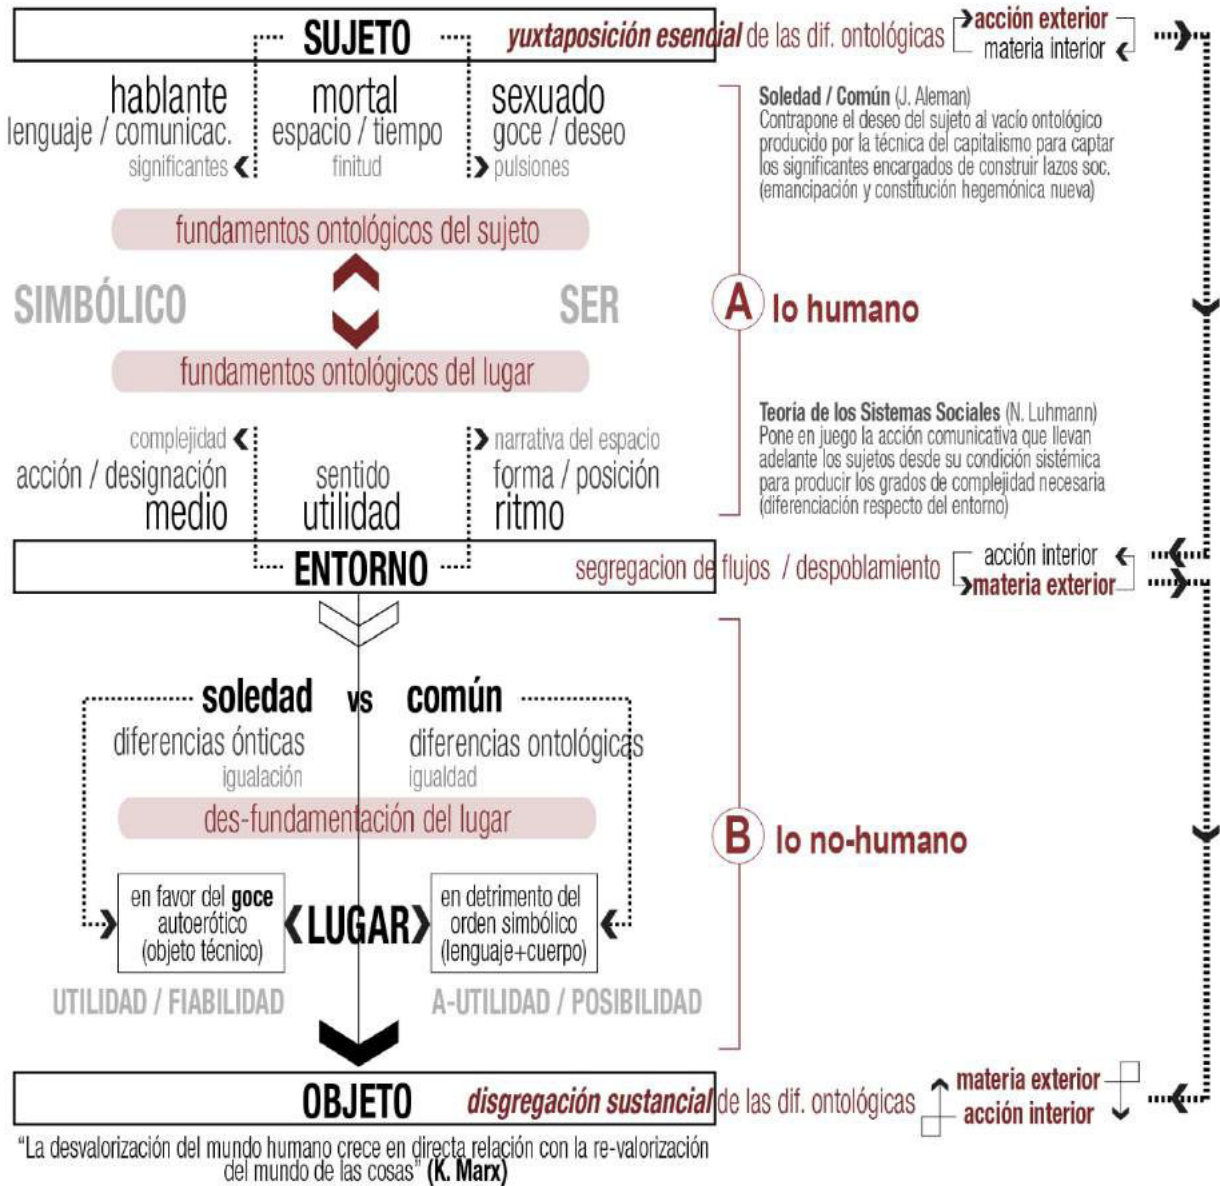 SUJETO
yuxtaposición esencial de las dif. ontológicas
acción exterior
materia interior
hablante
lenguaje / comunicac.
significantes
mortal
espacio / tiempo
finitud
sexuado
goce / deseo
pulsiones
Soledad / Común (J. Aleman)
Contrapone el deseo del sujeto al vacío ontológico
producido por la técnica del capitalismo para captar
los significantes encargados de construir lazos soc.
(emancipación y constitución hegemónica nueva)
fundamentos ontológicos del sujeto
SIMBÓLICO
SER
A lo humano
fundamentos ontológicos del lugar
complejidad
acción / designación
medio
sentido
utilidad
narrativa del espacio
forma / posición
ritmo
Teoría de los Sistemas Sociales (N. Luhmann)
Pone en juego la acción comunicativa que llevan
adelante los sujetos desde su condición sistémica
para producir los grados de complejidad necesaria
(diferenciación respecto del entorno)
ENTORNO
segregacion de flujos / despoblamiento
acción interior
materia exterior
soledad vs común
diferencias ónticas
igualación
diferencias ontológicas
igualdad
des-fundamentación del lugar
B lo no-humano
en favor del goce
autoerótico
(objeto técnico)
LUGAR
en detrimento del
orden simbólico
(lenguaje+cuerpo)
UTILIDAD / FIABILIDAD
A-UTILIDAD / POSIBILIDAD
OBJETO
disgregación sustancial de las dif. ontológicas
materia exterior
acción interior
“La desvalorización del mundo humano crece en directa relación con la re-valorización
del mundo de las cosas” (K. Marx)